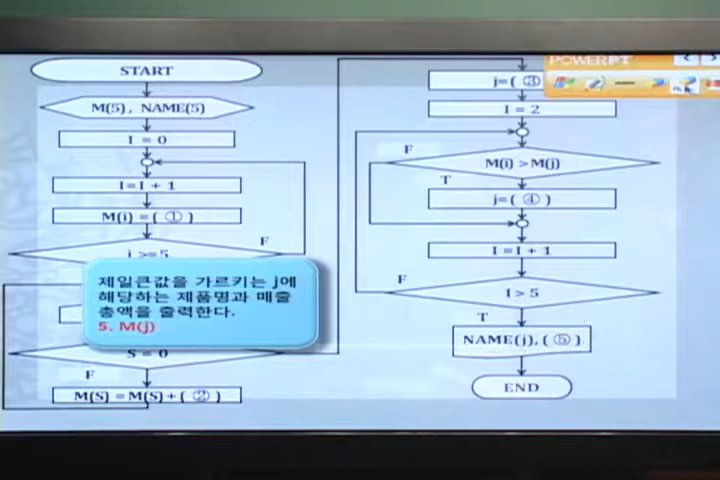 START
M(5), NAME(5)
I = 0
I=I + 1
M(i) = ( ① )
i >=5
F
제일큰값을 가르키는 j에
해당하는 제품명과 매출
총액을 출력한다.
5. M(j)
S = 0
F
M(S) = M(S)+( ② )
j=( ③
I = 2
F
M(i) > M(j)
T
j=( ④ )
I =I + 1
F
I > 5
T
NAME(j), ( ⑤ )
END
POWERPT